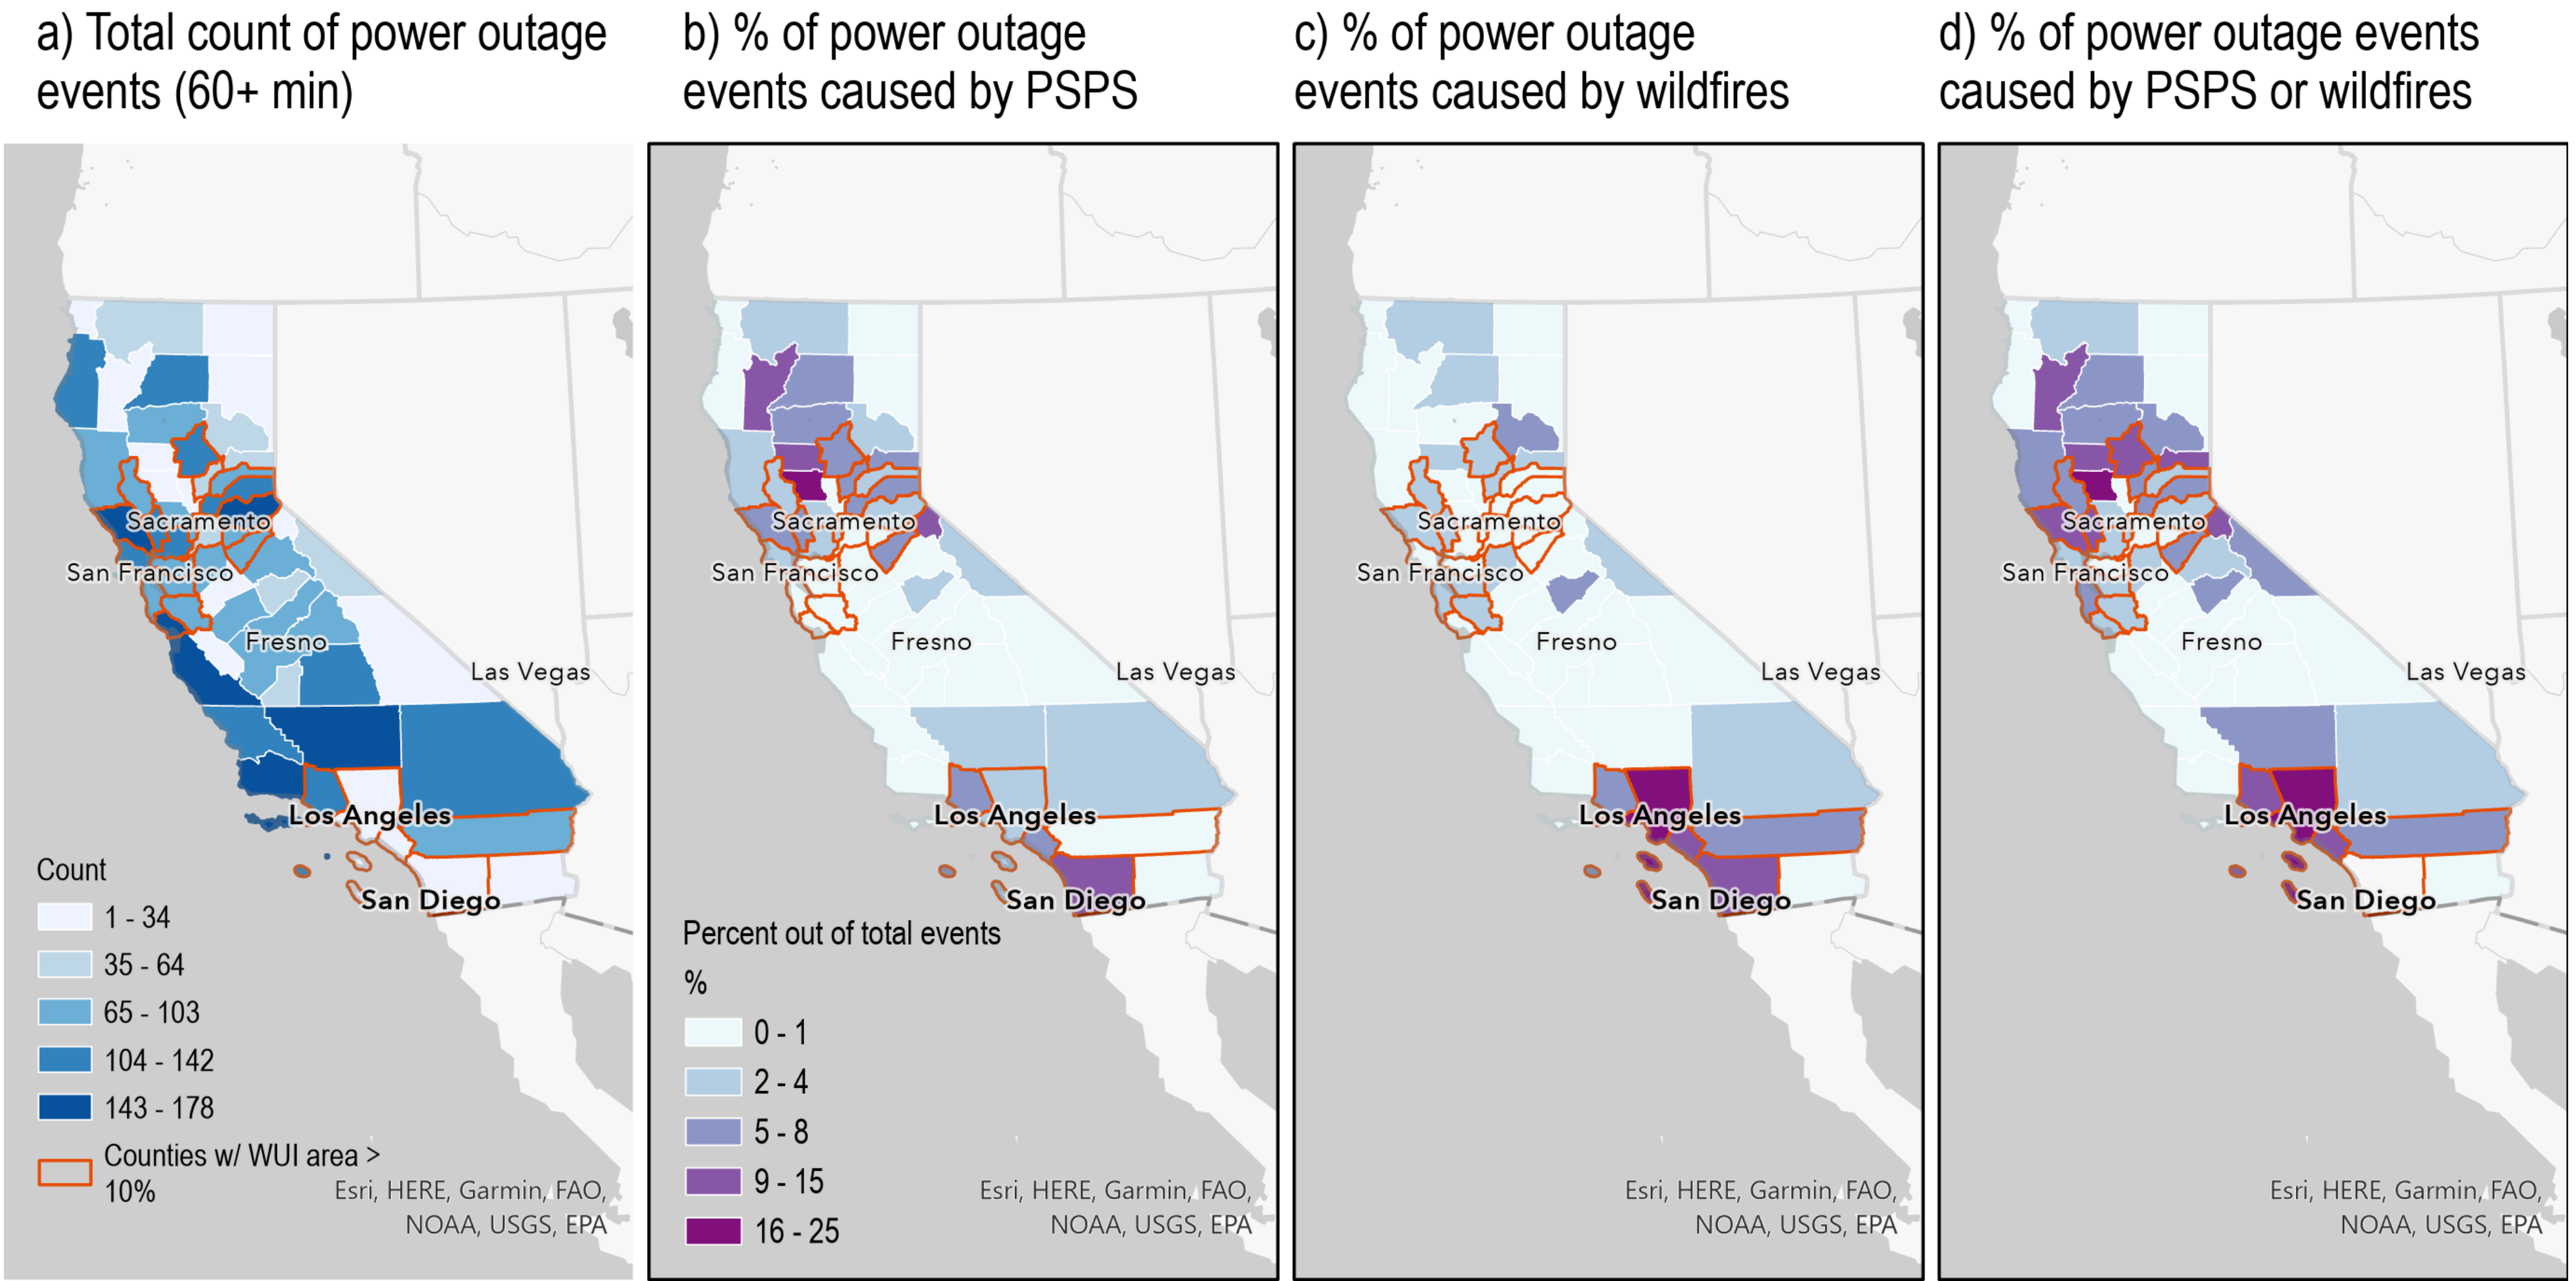 a) Total count of power outage
events (60+ min)
b) % of power outage
events caused by PSPS
c) % of power outage
events caused by wildfires
d) % of power outage events
caused by PSPS or wildfires
Sacramento
San Francisco
Fresno
Las Vegas
Los Angeles
San Diego
Count
1 - 34
35 - 64
65 - 103
104 - 142
143 - 178
Counties w/ WUI area >
10%
Esri, HERE, Garmin, FAO,
NOAA, USGS, EPA
Sacramento
San Francisco
Fresno
Las Vegas
Los Angeles
San Diego
Percent out of total events
%
0 - 1
2 - 4
5 - 8
9 - 15
16 - 25
Esri, HERE, Garmin, FAO,
NOAA, USGS, EPA
Sacramento
San Francisco
Fresno
Las Vegas
Los Angeles
San Diego
Esri, HERE, Garmin, FAO,
NOAA, USGS, EPA
Sacramento
San Francisco
Fresno
Las Vegas
Los Angeles
San Diego
Esri, HERE, Garmin, FAO,
NOAA, USGS, EPA